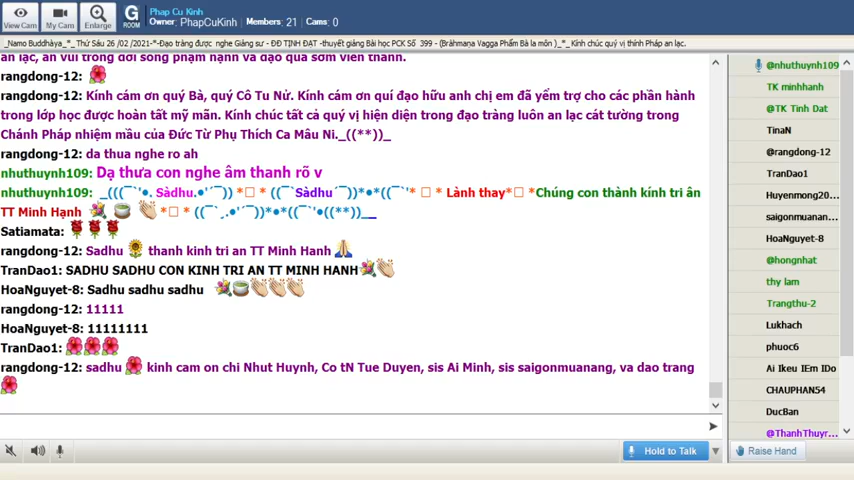 View Cam
My Cam
Enlarge
G
ROOM
Phap Cu Kinh
Owner: PhapCuKinh , Members: 21 , Cams: 0
_Namo Buddhàya_*_ Thứ Sáu 26 /02 /2021-*-Đạo tràng được nghe Giảng sư - ĐĐ TỊNH ĐẠT -thuyết giảng Bài học PCK Số 399 - (Brāhmaṇa Vagga Phẩm Bà la môn )_*_ Kính chúc quý vị thính Pháp an lạc.
an lạc, an vui trong đời sống phạm hạnh và đạo quả sớm viên thành.
rangdong-12:
rangdong-12: Kính cám ơn quý Bà, quý Cô Tu Nữ. Kính cám ơn quí đạo hữu anh chị em đã yểm trợ cho các phần hành
trong lớp học được hoàn tất mỹ mãn. Kính chúc tất cả quý vị hiện diện trong đạo tràng luôn an lạc cát tường trong
Chánh Pháp nhiệm mầu của Đức Từ Phụ Thích Ca Mâu Ni._((**))_
rangdong-12: da thua nghe ro ah
nhuthuynh109: Dạ thưa con nghe âm thanh rõ v
nhuthuynh109: _(((¯`'•. Sàdhu.•'´¯)) *□ * ((¯`Sàdhu´¯))*•*((¯`'* □ * Lành thay*□ *Chúng con thành kính tri ân
TT Minh Hạnh *□ * ((¯`¸.•'´¯))*•*((¯`'•((**))__
Satiamata:
rangdong-12: Sadhu thanh kinh tri an TT Minh Hanh
TranDao1: SADHU SADHU CON KINH TRI AN TT MINH HANH
HoaNguyet-8: Sadhu sadhu sadhu
rangdong-12: 11111
HoaNguyet-8: 11111111
TranDao1:
rangdong-12: sadhu kinh cam on chi Nhut Huynh, Co tN Tue Duyen, sis Ai Minh, sis saigonmuanang, va dao trang
Hold to Talk
@nhuthuynh109
TK minhhanh
@TK Tinh Dat
TinaN
@rangdong-12
TranDao1
Huyenmong20...
saigonmuanan...
HoaNguyet-8
@hongnhat
thy lam
Trangthu-2
Lukhach
phuoc6
Ai Ikeu IEm IDo
CHAUPHAN54
DucBan
@ThanhThuyr...
Raise Hand